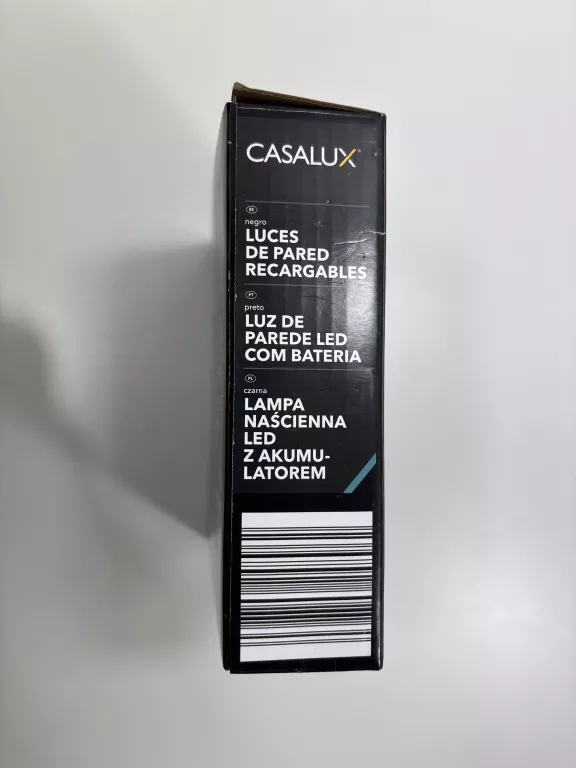 CASALUX
ES
negro
LUCES
DE PARED
RECARGABLES
PT
preto
LUZ DE
PAREDE LED
COM BATERIA
PL
czarna
LAMPA
NAŚCIENNA
LED
Z AKUMU-
LATOREM